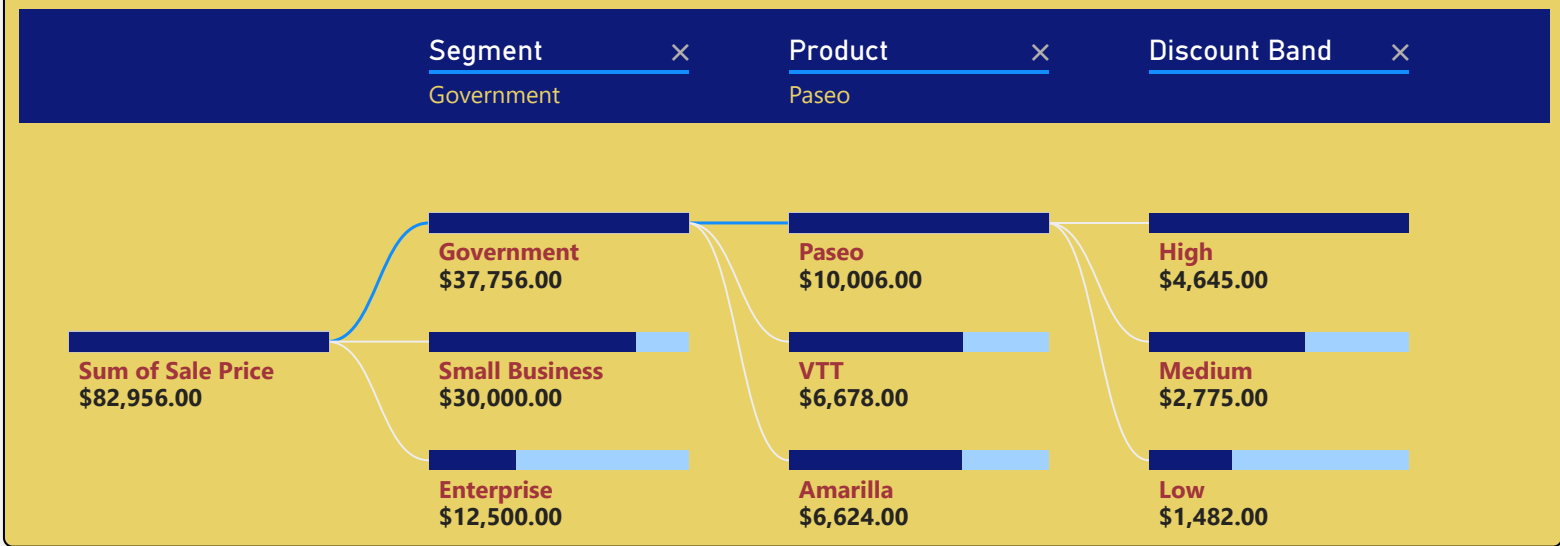 Segment
Product
Discount Band
Government
Paseo
Government
$37,756.00
Paseo
$10,006.00
High
$4,645.00
Sum of Sale Price
$82,956.00
Small Business
$30,000.00
VTT
$6,678.00
Medium
$2,775.00
Enterprise
$12,500.00
Amarilla
$6,624.00
Low
$1,482.00